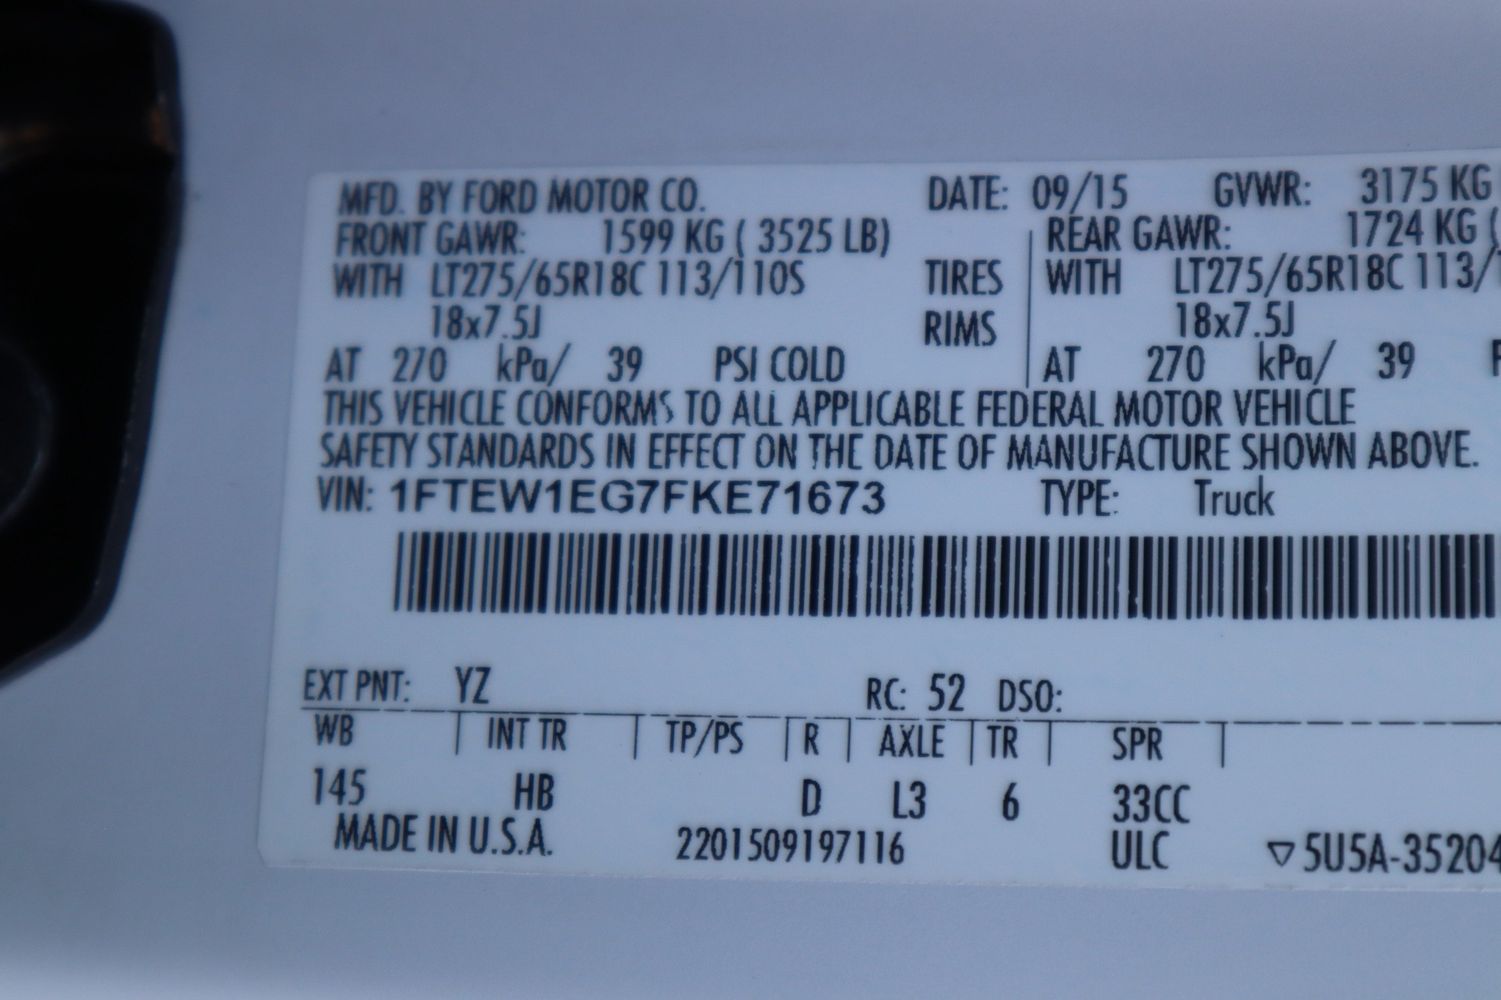 MFD. BY FORD MOTOR CO. DATE: 09/15 GVWR: 3175 KG
FRONT GAWR: 1599 KG ( 3525 LB) REAR GAWR: 1724 KG (
WITH LT275/65R18C 113/110S TIRES WITH LT275/65R18C 113/
18x7.5J RIMS 18x7.5J
AT 270 kPa/ 39 PSI COLD AT 270 kPa/ 39
THIS VEHICLE CONFORMS TO ALL APPLICABLE FEDERAL MOTOR VEHICLE
SAFETY STANDARDS IN EFFECT ON THE DATE OF MANUFACTURE SHOWN ABOVE.
VIN: 1FTEW1EG7FKE71673 TYPE: Truck
EXT PNT: YZ RC: 52 DSO:
WB INT TR TP/PS R AXLE TR SPR
145 HB D L3 6 33CC
MADE IN U.S.A. 2201509197116 ULC ▽5U5A-35204